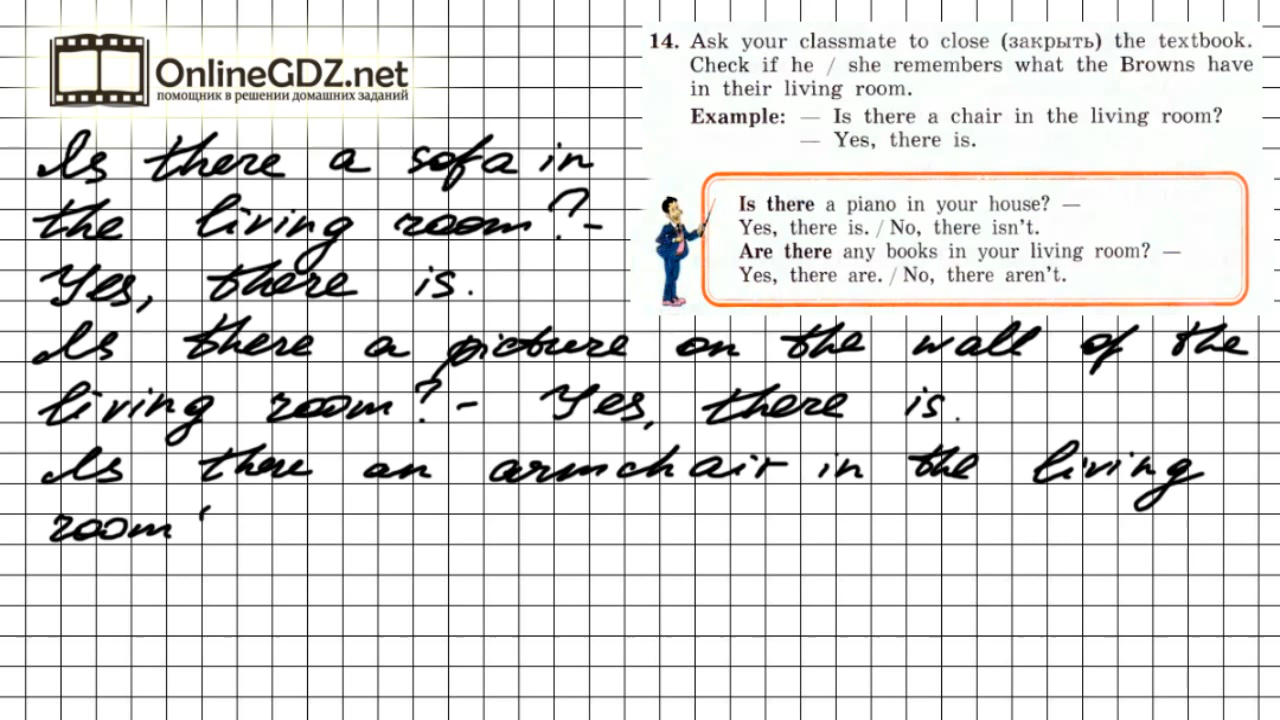 OnlineGDZ.net
помощник в решении домашних заданий
14. Ask your classmate to close (закрыть) the textbook.
Check if he / she remembers what the Browns have
in their living room.
Example: — Is there a chair in the living room?
— Yes, there is.
Is there a piano in your house? —
Yes, there is. / No, there isn't.
Are there any books in your living room? —
Yes, there are. / No, there aren't.
Is there a sofa in
the living room? -
Yes, there is.
Is there a picture on the wall of the
living room? - Yes, there is.
Is there an armchair in the living
room '